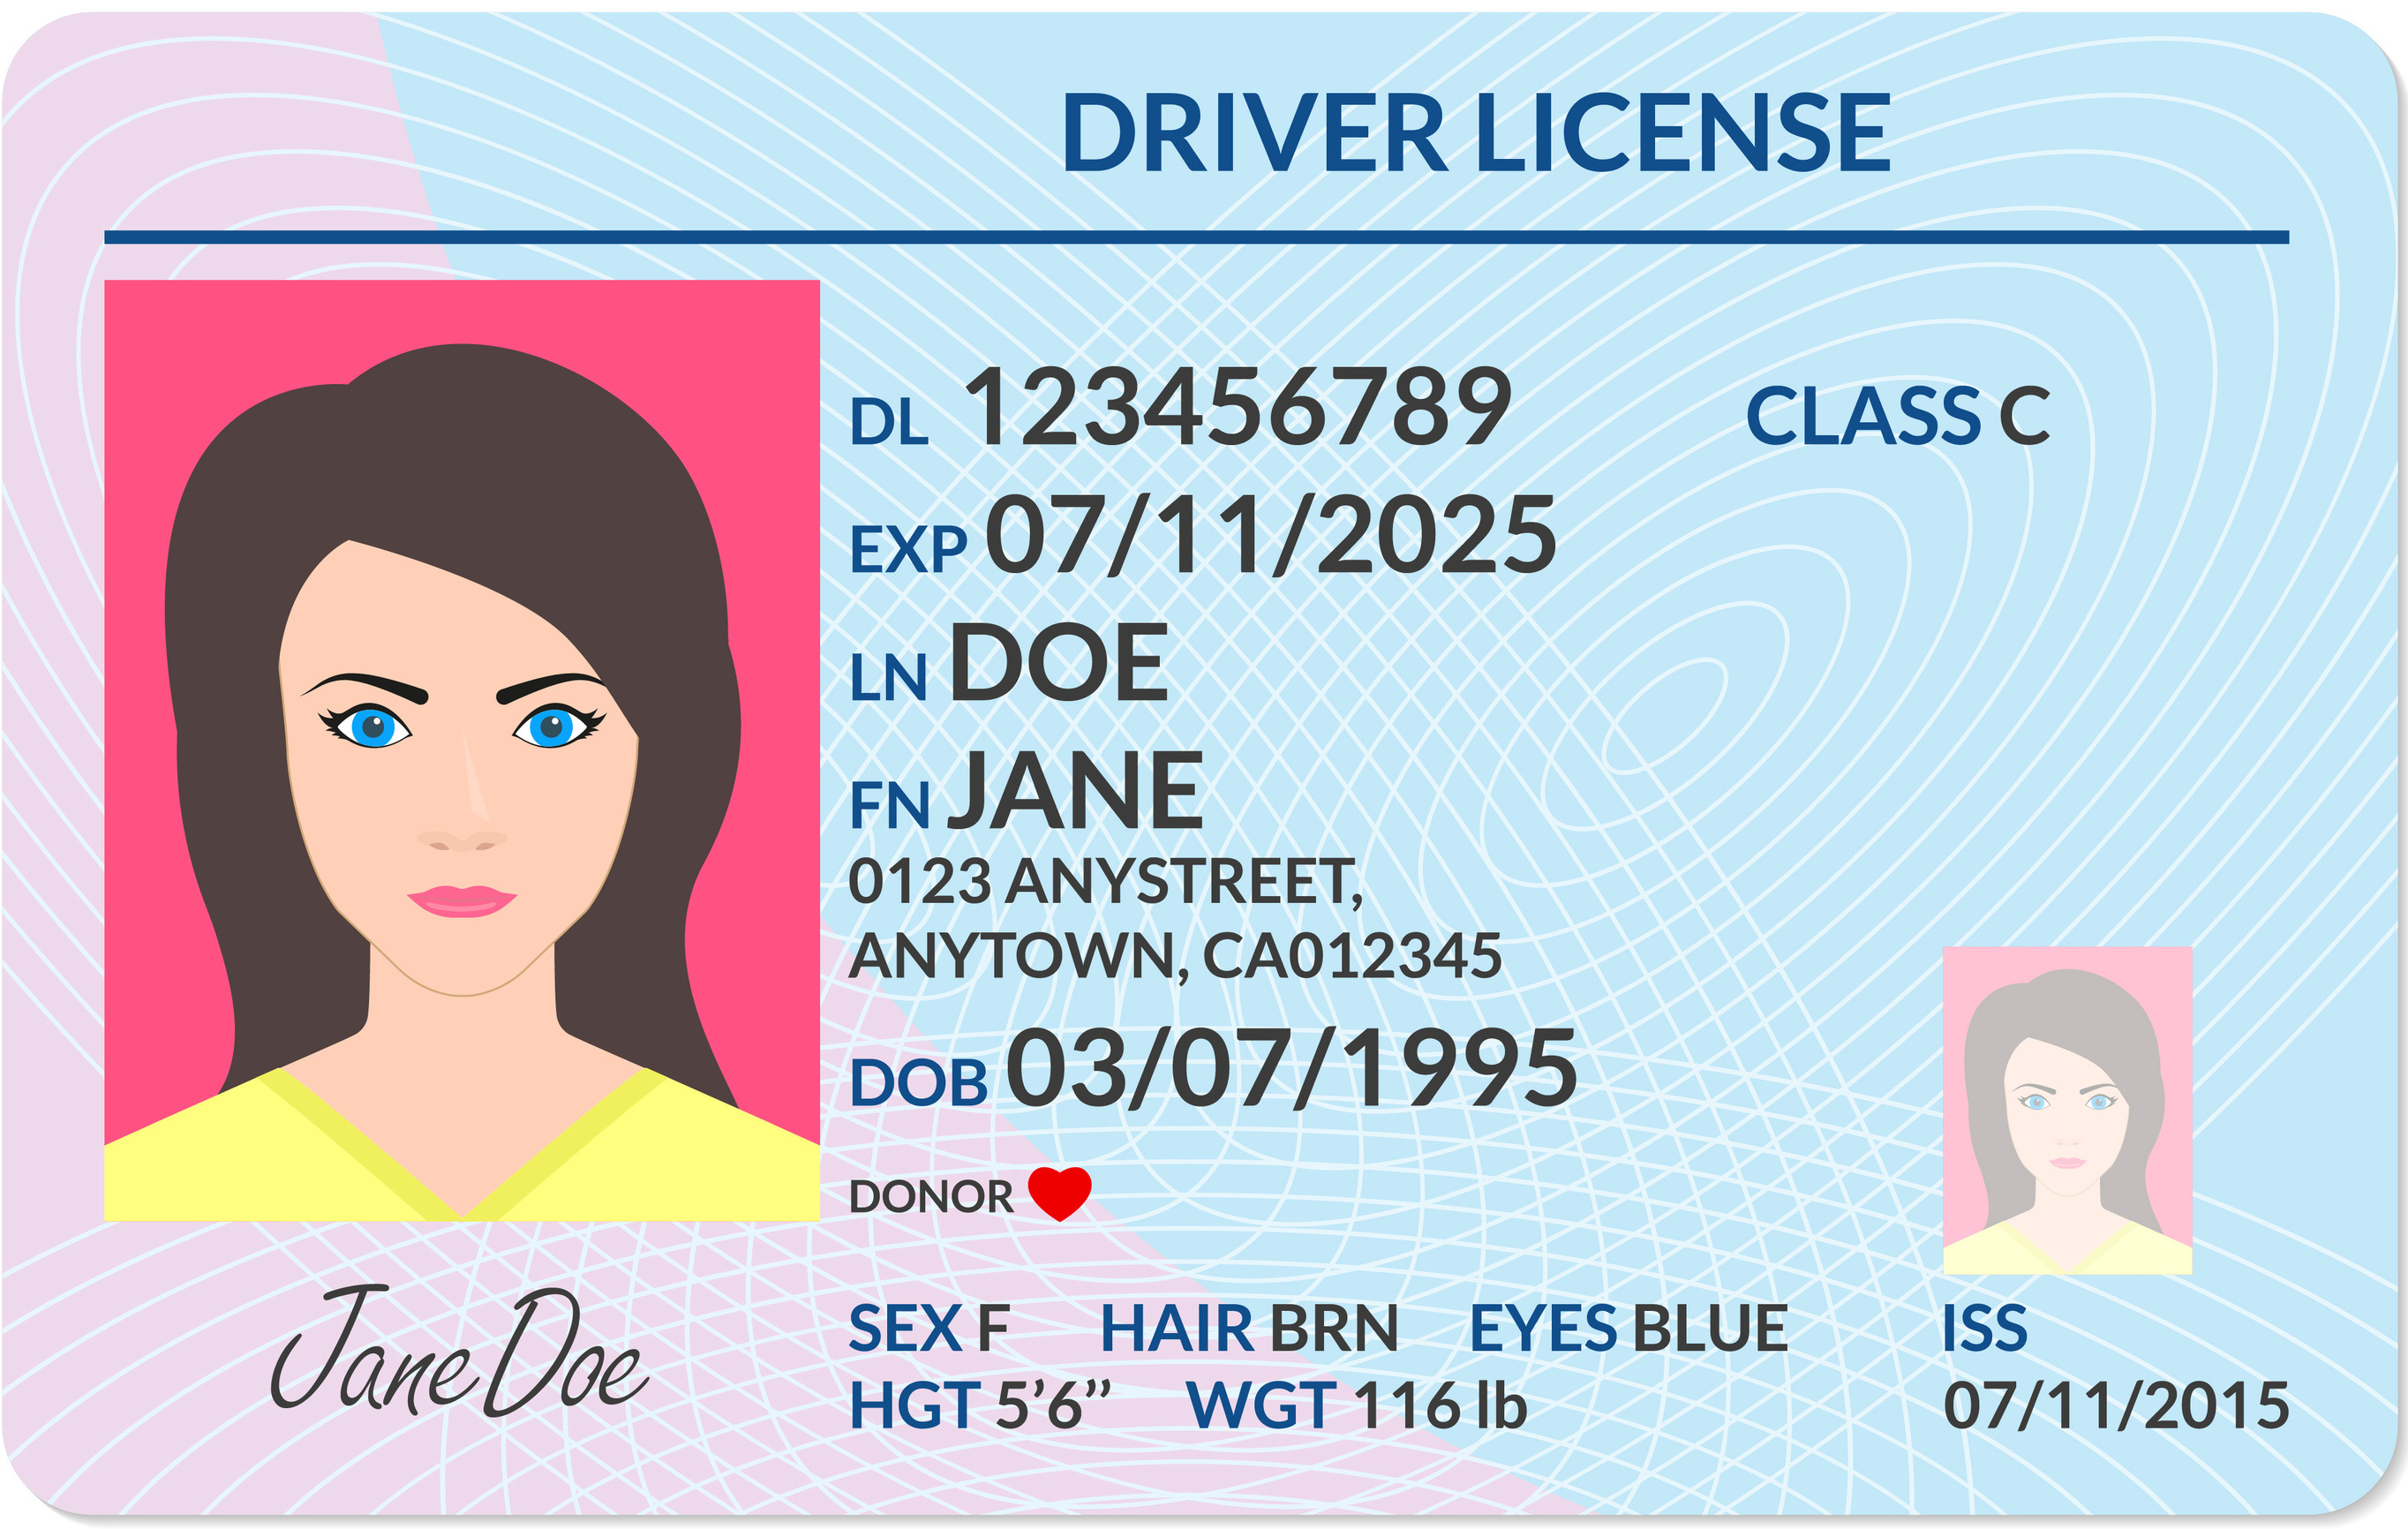 DRIVER LICENSE
DL 123456789 CLASS C
EXP 07/11/2025
LN DOE
FN JANE
0123 ANYSTREET,
ANYTOWN, CA012345
DOB 03/07/1995
DONOR
Jane Doe
SEX F HAIR BRN EYES BLUE ISS
HGT 5’6” WGT 116 lb 07/11/2015